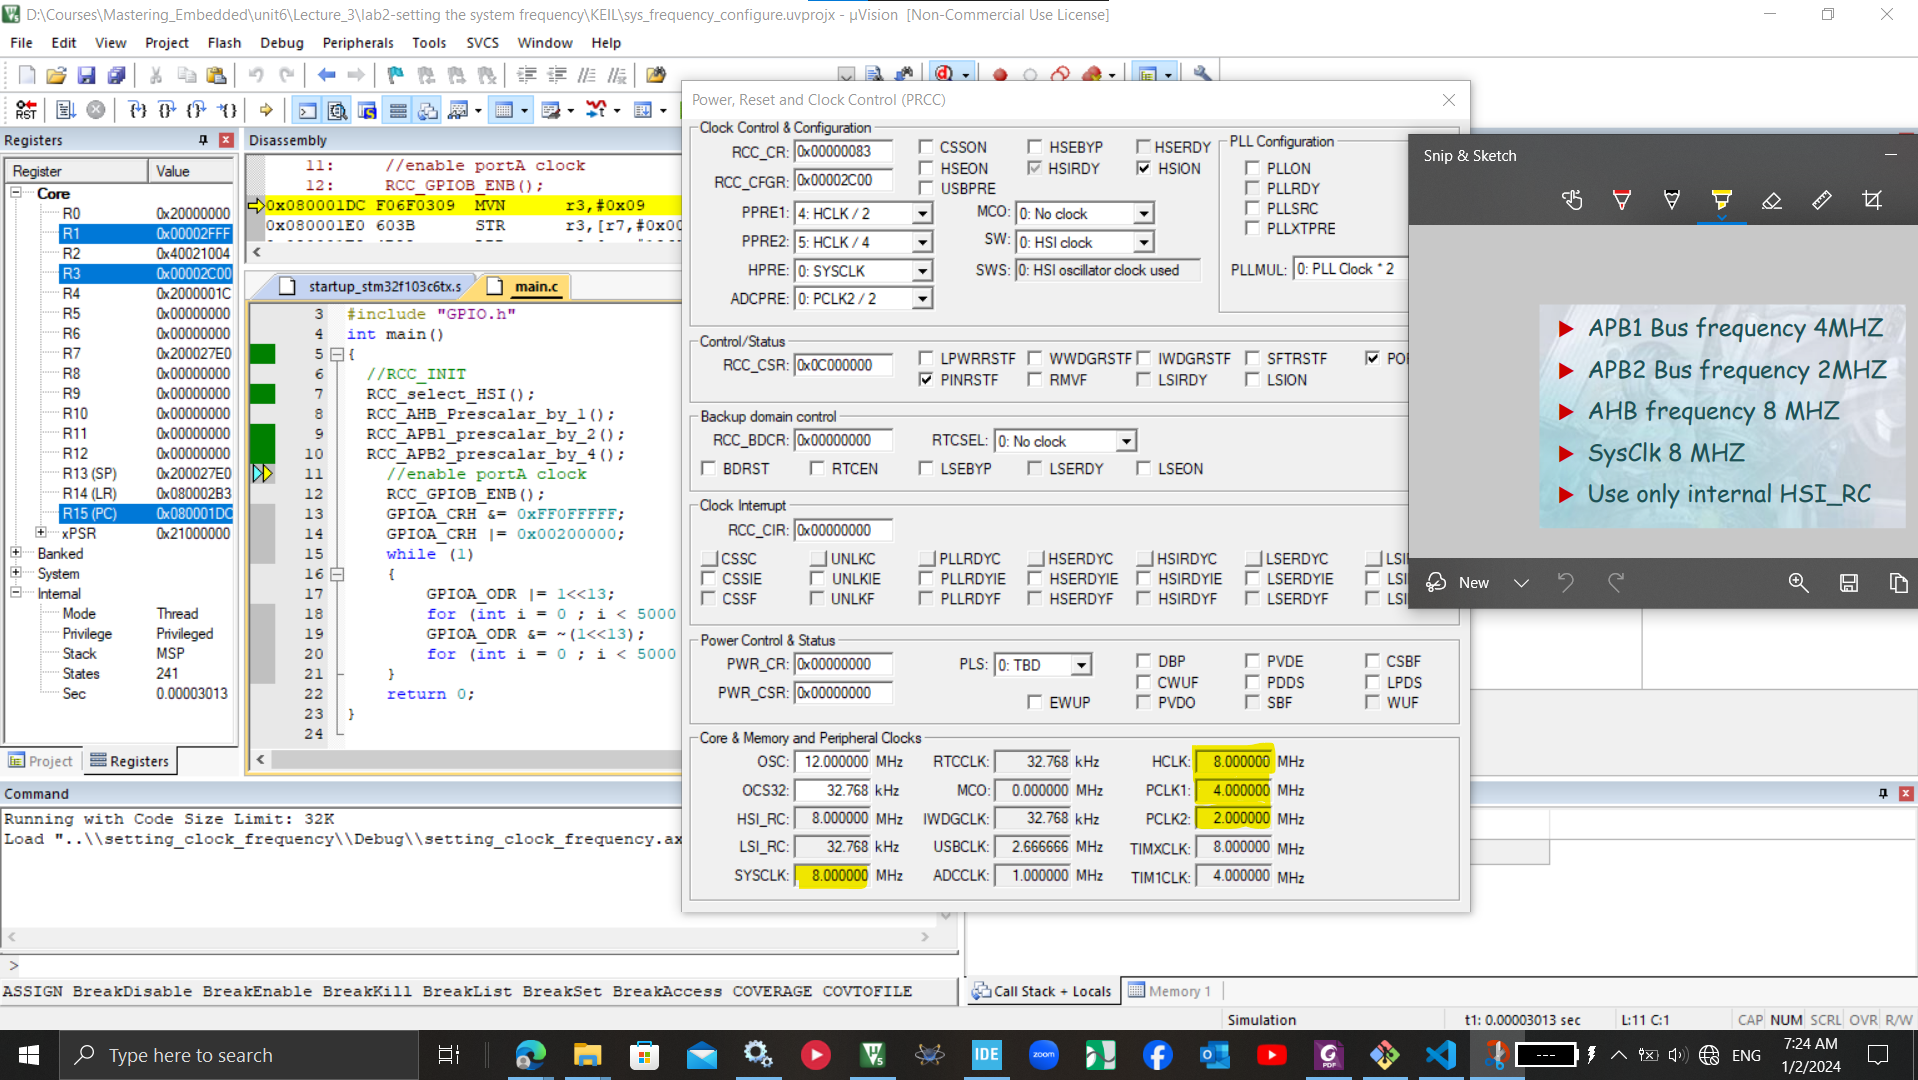 D:\Courses\Mastering_Embedded\unit6\Lecture_3\lab2-setting the system frequency\KEIL\sys_frequency_configure.uvprojx - µVision [Non-Commercial Use License]
File Edit View Project Flash Debug Peripherals Tools SVCS Window Help
RST
Registers
Register Value
Core
R0 0x20000000
R1 0x00002FFF
R2 0x40021004
R3 0x00002C00
R4 0x2000001C
R5 0x00000000
R6 0x00000000
R7 0x200027E0
R8 0x00000000
R9 0x00000000
R10 0x00000000
R11 0x00000000
R12 0x00000000
R13 (SP) 0x200027E0
R14 (LR) 0x080002B3
R15 (PC) 0x080001DC
xPSR 0x21000000
Banked
System
Internal
Mode Thread
Privilege Privileged
Stack MSP
States 241
Sec 0.00003013
Project Registers
Disassembly
11: //enable portA clock
12: RCC_GPIOB_ENB();
0x080001DC F06F0309 MVN r3,#0x09
0x080001E0 603B STR r3,[r7,#0x00
startup_stm32f103c6tx.s main.c
3 #include "GPIO.h"
4 int main()
5 {
6 //RCC_INIT
7 RCC_select_HSI();
8 RCC_AHB_Prescalar_by_1();
9 RCC_APB1_prescalar_by_2();
10 RCC_APB2_prescalar_by_4();
11 //enable portA clock
12 RCC_GPIOB_ENB();
13 GPIOA_CRH &= 0xFF0FFFFF;
14 GPIOA_CRH |= 0x00200000;
15 while (1)
16 {
17 GPIOA_ODR |= 1<<13;
18 for (int i = 0 ; i < 5000
19 GPIOA_ODR &= ~(1<<13);
20 for (int i = 0 ; i < 5000
21 }
22 return 0;
23 }
24
Power, Reset and Clock Control (PRCC)
Clock Control & Configuration
RCC_CR: 0x00000083 CSSON HSEBYP HSERDY
HSEON HSIRDY HSION
RCC_CFGR: 0x00002C00 USBPRE
PPRE1: 4: HCLK / 2 MCO: 0: No clock
PPRE2: 5: HCLK / 4 SW: 0: HSI clock
HPRE: 0: SYSCLK SWS: 0: HSI oscillator clock used
ADCPRE: 0: PCLK2 / 2
PLL Configuration
PLLON
PLLRDY
PLLSRC
PLLXTPRE
PLLMUL: 0: PLL Clock * 2
Control/Status
RCC_CSR: 0x0C000000 LPWRRSTF WWDGRSTF IWDGRSTF SFTRSTF
PINRSTF RMVF LSIRDY LSION
Backup domain control
RCC_BDCR: 0x00000000 RTCSEL: 0: No clock
BDRST RTCEN LSEBYP LSERDY LSEON
Clock Interrupt
RCC_CIR: 0x00000000
CSSC UNLKC PLLRDYC HSERDYC HSIRDYC LSERDYC
CSSIE UNLKIE PLLRDYIE HSERDYIE HSIRDYIE LSERDYIE
CSSF UNLKF PLLRDYF HSERDYF HSIRDYF LSERDYF
Power Control & Status
PWR_CR: 0x00000000 PLS: 0: TBD DBP PVDE CSBF
CWUF PDDS LPDS
PWR_CSR: 0x00000000 EWUP PVDO SBF WUF
Core & Memory and Peripheral Clocks
OSC: 12.000000 MHz RTCCLK: 32.768 kHz HCLK: 8.000000 MHz
OCS32: 32.768 kHz MCO: 0.000000 MHz PCLK1: 4.000000 MHz
HSI_RC: 8.000000 MHz IWDGCLK: 32.768 kHz PCLK2: 2.000000 MHz
LSI_RC: 32.768 kHz USBCLK: 2.666666 MHz TIMXCLK: 8.000000 MHz
SYSCLK: 8.000000 MHz ADCCLK: 1.000000 MHz TIM1CLK: 4.000000 MHz
Snip & Sketch
APB1 Bus frequency 4MHZ
APB2 Bus frequency 2MHZ
AHB frequency 8 MHZ
SysClk 8 MHZ
Use only internal HSI_RC
New
Command
Running with Code Size Limit: 32K
Load "..\\setting_clock_frequency\\Debug\\setting_clock_frequency.ax
>
ASSIGN BreakDisable BreakEnable BreakKill BreakList BreakSet BreakAccess COVERAGE COVTOFILE
Call Stack + Locals Memory 1
Simulation t1: 0.00003013 sec L:11 C:1 CAP NUM SCRL OVR R/W
Type here to search
IDE
zoom
PDF
ENG
7:24 AM
1/2/2024